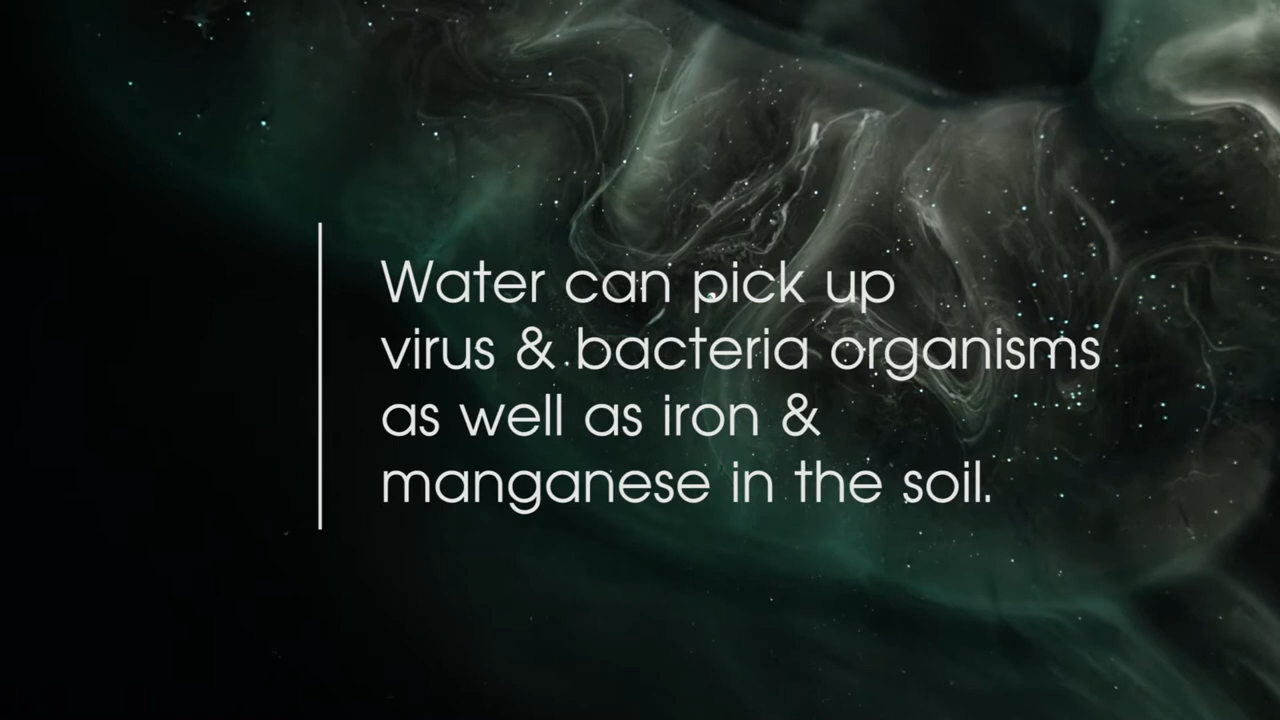 Water can pick up
virus & bacteria organisms
as well as iron &
manganese in the soil.